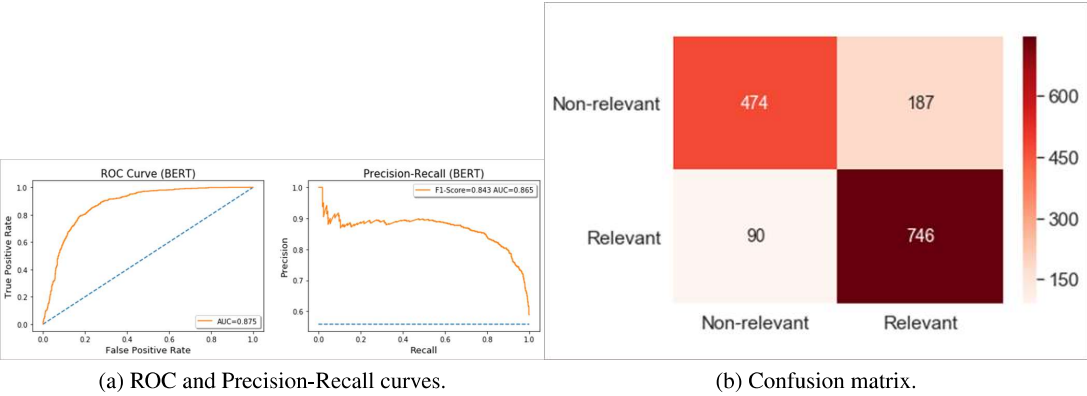 ROC Curve (BERT)
1.0
0.8
0.6
0.4
0.2
0.0
True Positive Rate
AUC=0.875
0.0 0.2 0.4 0.6 0.8 1.0
False Positive Rate
Precision-Recall (BERT)
F1-Score=0.843 AUC=0.865
1.0
0.9
0.8
0.7
0.6
Precision
0.0 0.2 0.4 0.6 0.8 1.0
Recall
(a) ROC and Precision-Recall curves.
Non-relevant 474 187
Relevant 90 746
Non-relevant Relevant
600
450
300
150
(b) Confusion matrix.